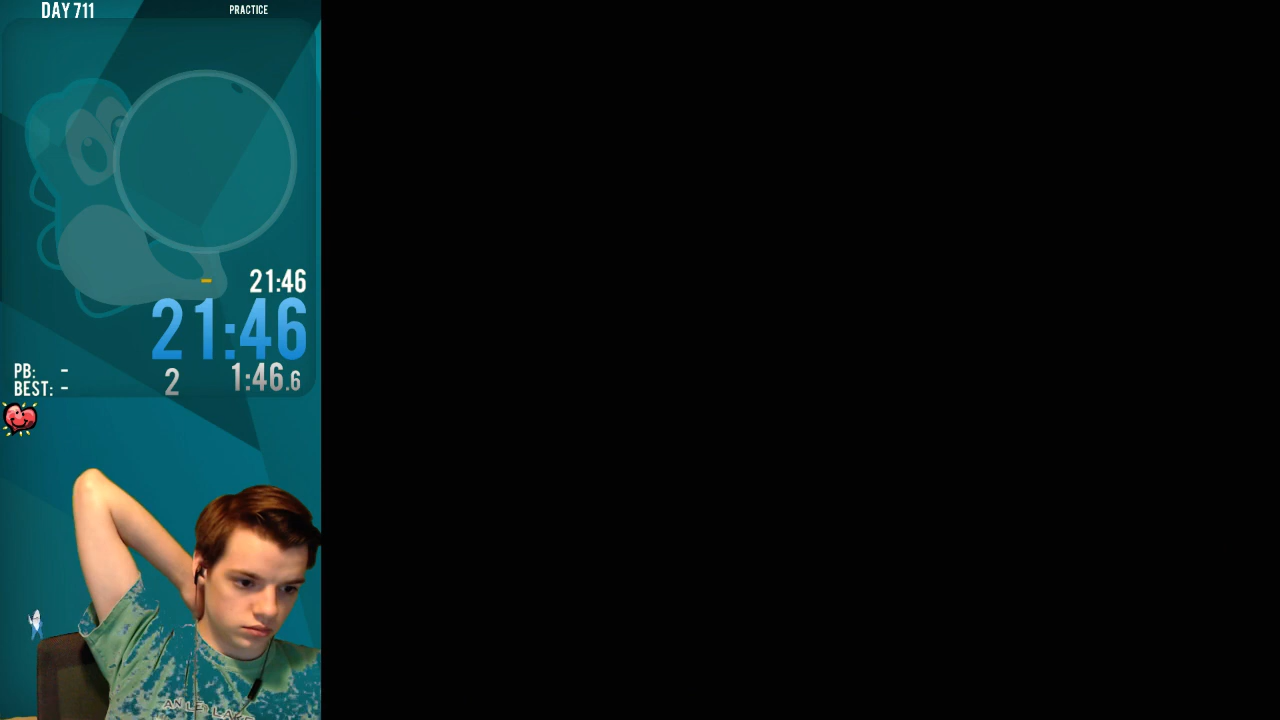 DAY 711
PRACTICE
- 21:46
21:46
PB: -
2 1:46.6
BEST: -